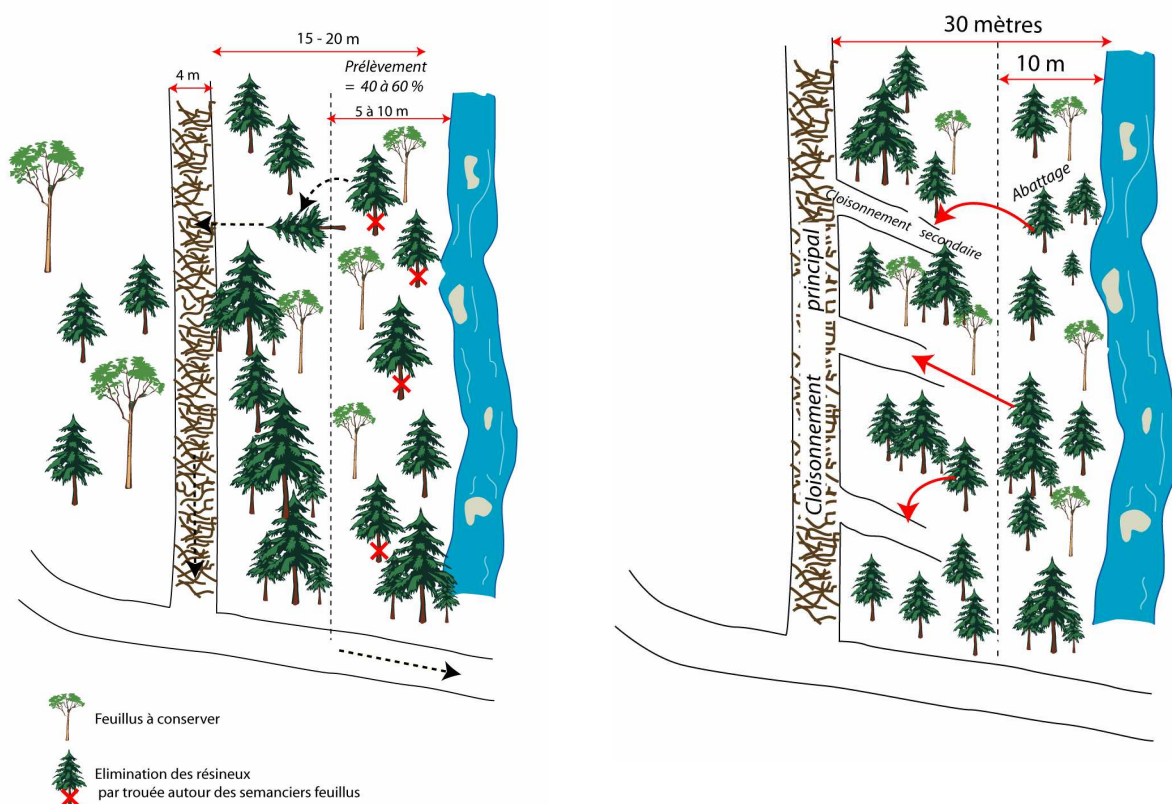 15 - 20 m
Prélèvement
= 40 à 60 %
4 m
5 à 10 m
Feuillus à conserver
Elimination des résineux
par trouée autour des semanciers feuillus
30 mètres
10 m
Abattage
Cloisonnement secondaire
Cloisonnement principal